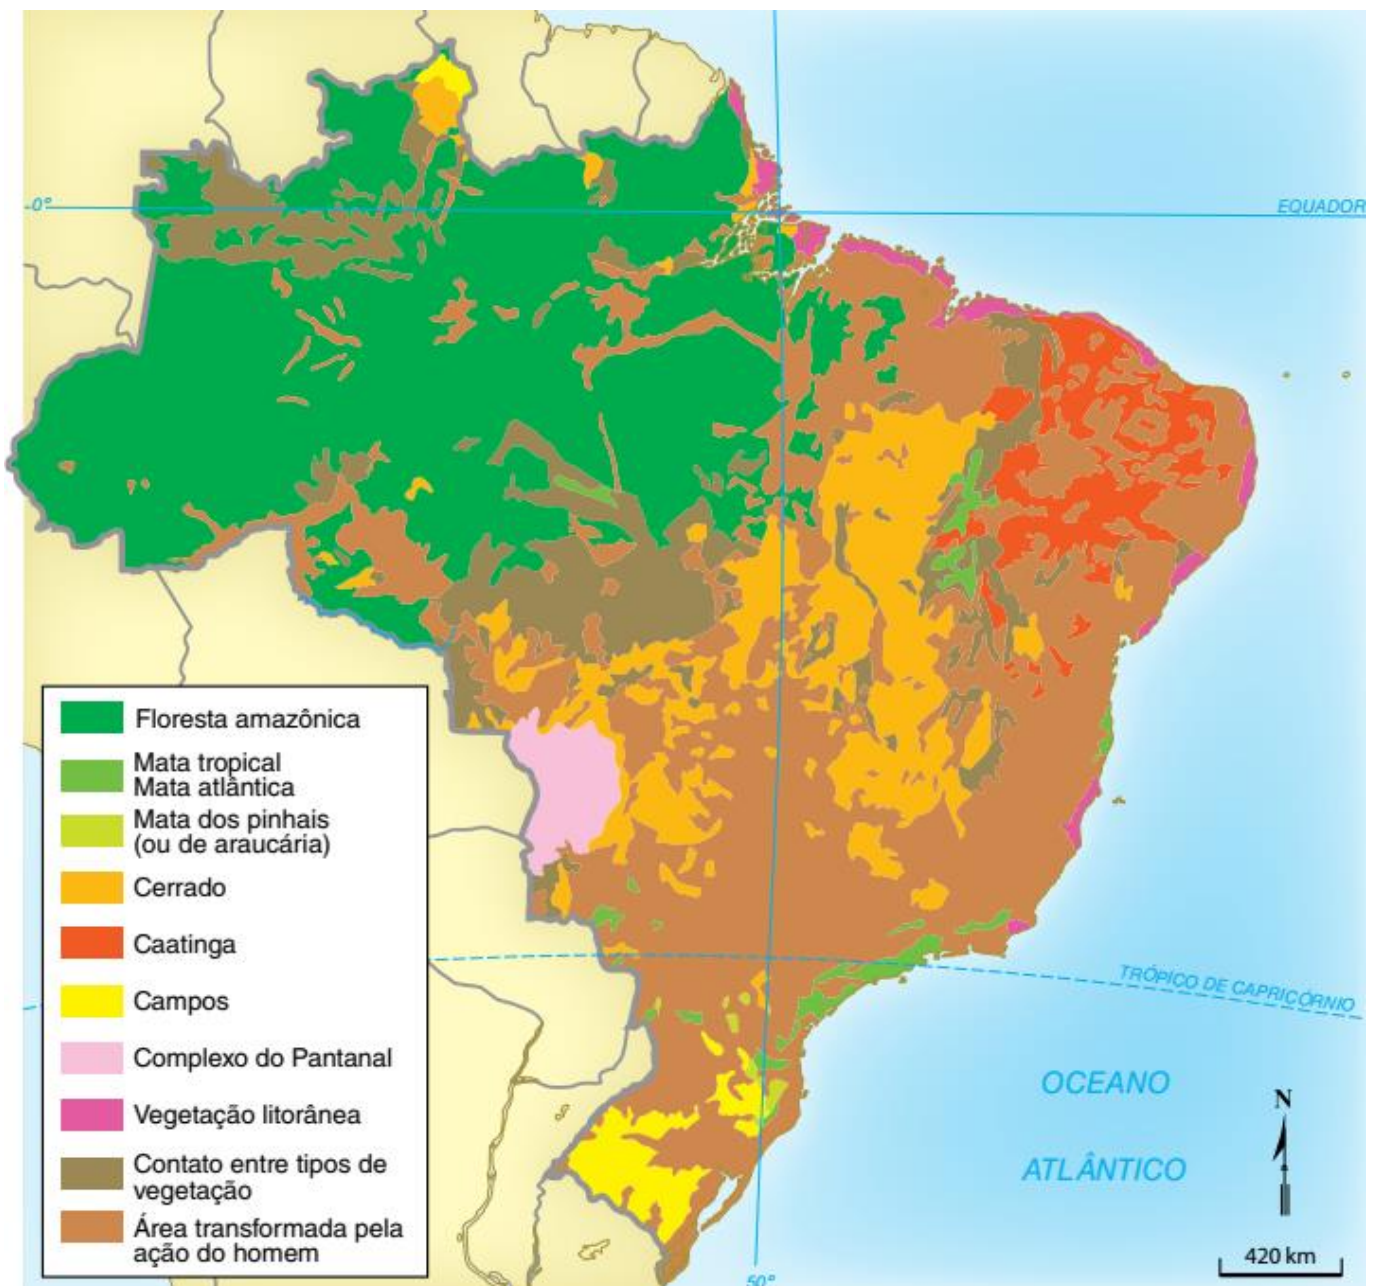 0°
EQUADOR
Floresta amazônica
Mata tropical
Mata atlântica
Mata dos pinhais
(ou de araucária)
Cerrado
Caatinga
Campos
Complexo do Pantanal
Vegetação litorânea
Contato entre tipos de
vegetação
Área transformada pela
ação do homem
TRÓPICO DE CAPRICÓRNIO
OCEANO
ATLÂNTICO
N
420 km
50°